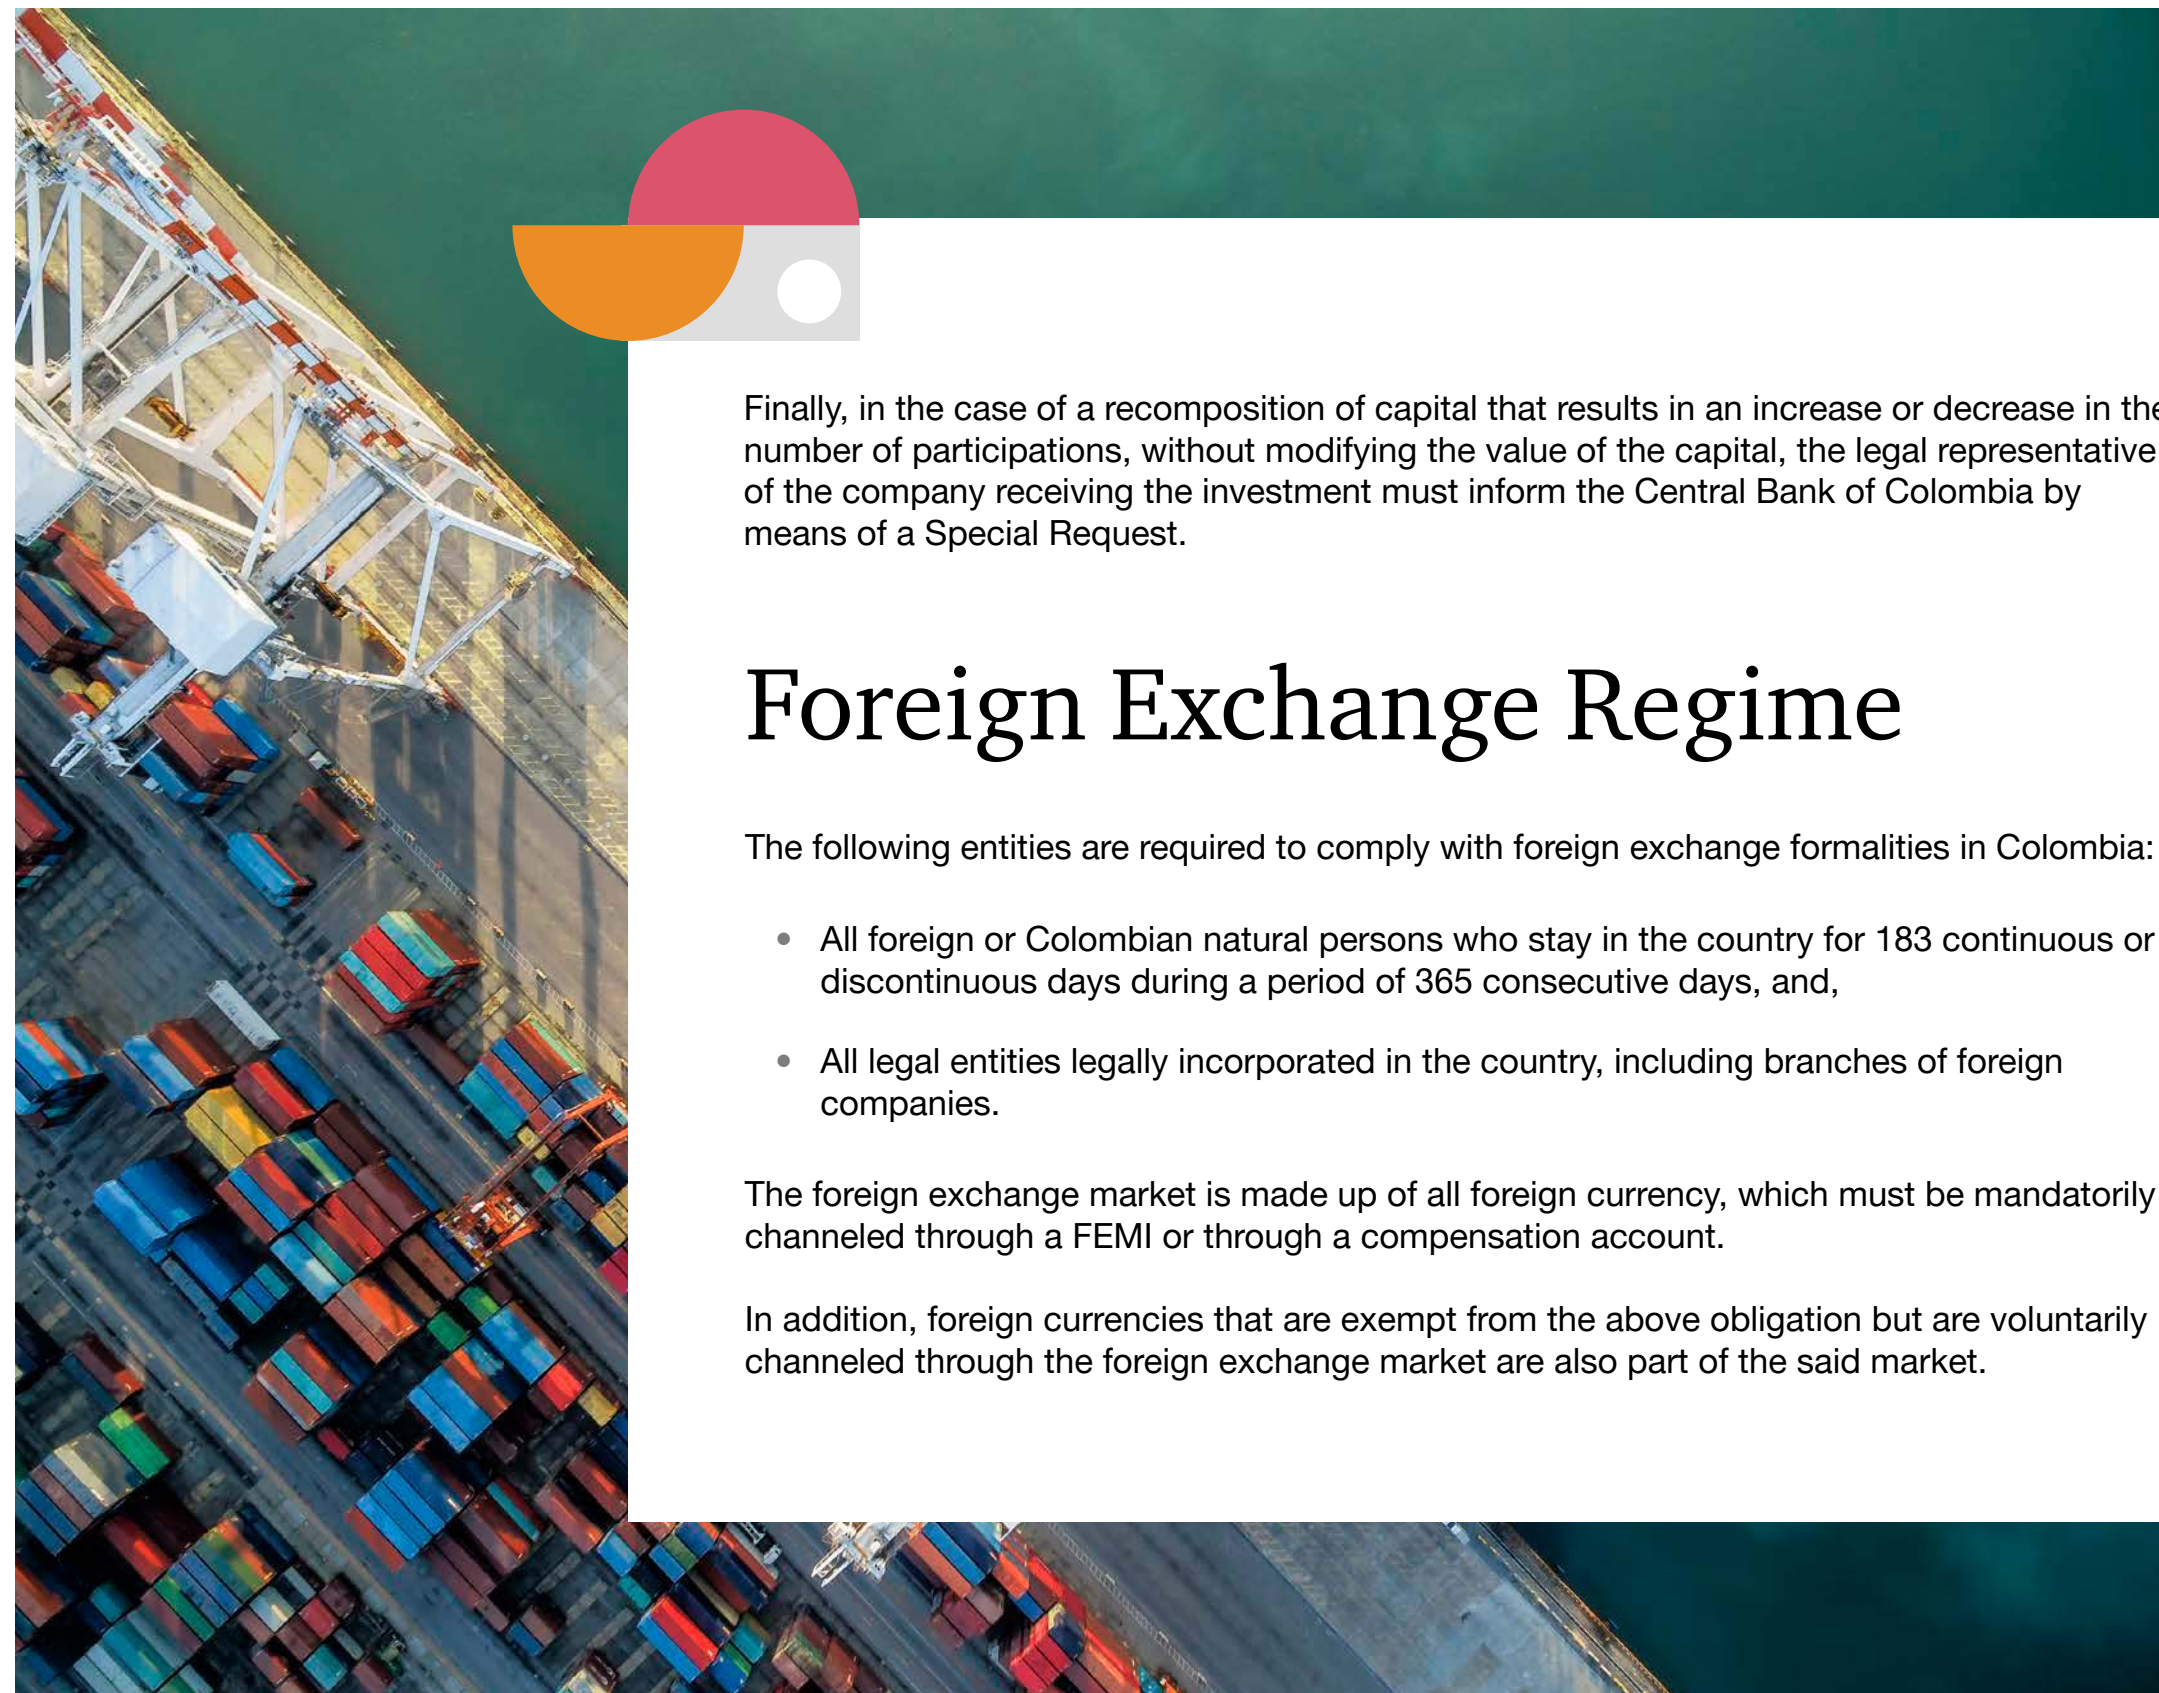 Finally, in the case of a recomposition of capital that results in an increase or decrease in the
number of participations, without modifying the value of the capital, the legal representative
of the company receiving the investment must inform the Central Bank of Colombia by
means of a Special Request.
Foreign Exchange Regime
The following entities are required to comply with foreign exchange formalities in Colombia:
• All foreign or Colombian natural persons who stay in the country for 183 continuous or
discontinuous days during a period of 365 consecutive days, and,
• All legal entities legally incorporated in the country, including branches of foreign
companies.
The foreign exchange market is made up of all foreign currency, which must be mandatorily
channeled through a FEMI or through a compensation account.
In addition, foreign currencies that are exempt from the above obligation but are voluntarily
channeled through the foreign exchange market are also part of the said market.